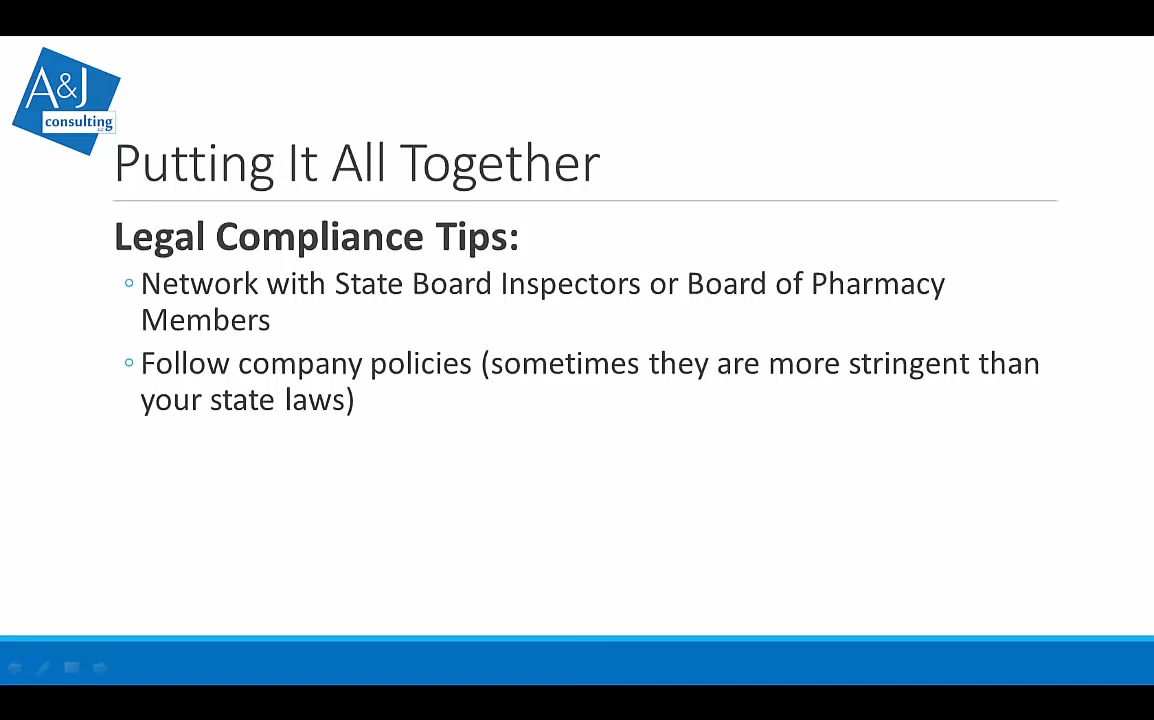 A&J
consulting
Putting It All Together
Legal Compliance Tips:
◦ Network with State Board Inspectors or Board of Pharmacy
Members
◦ Follow company policies (sometimes they are more stringent than
your state laws)